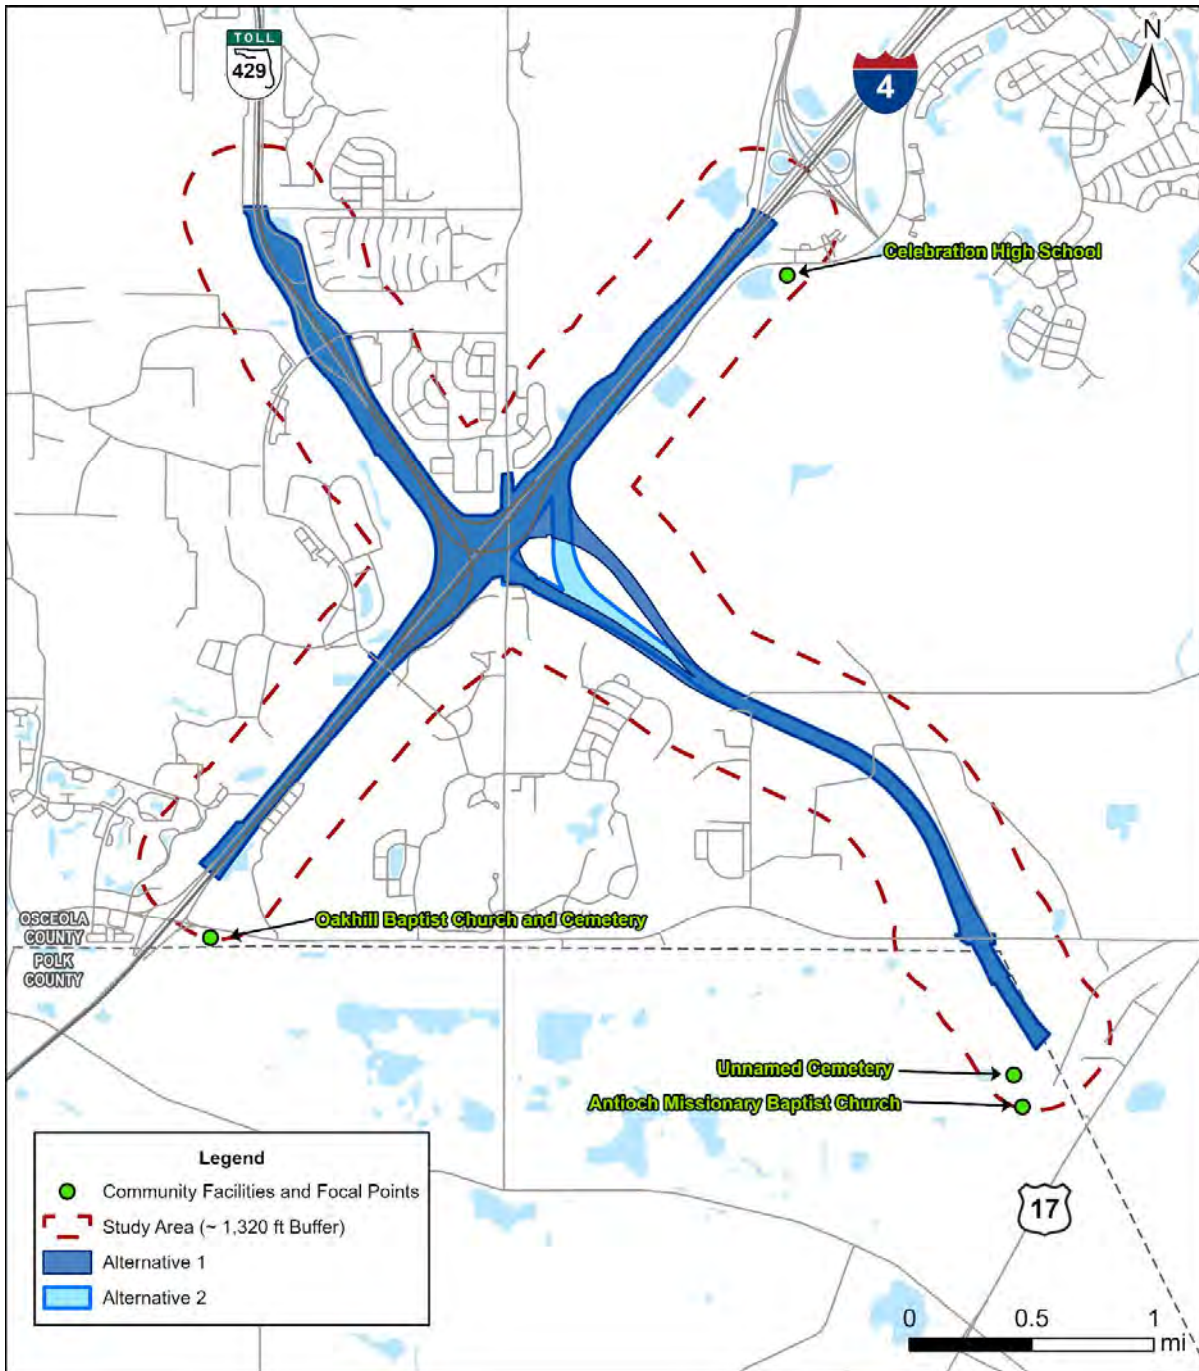 TOLL
429
4
N
Celebration High School
Oakhill Baptist Church and Cemetery
OSCEOLA
COUNTY
POLK
COUNTY
Unnamed Cemetery
Antioch Missionary Baptist Church
17
Legend
Community Facilities and Focal Points
Study Area (~ 1,320 ft Buffer)
Alternative 1
Alternative 2
0 0.5 1
mi